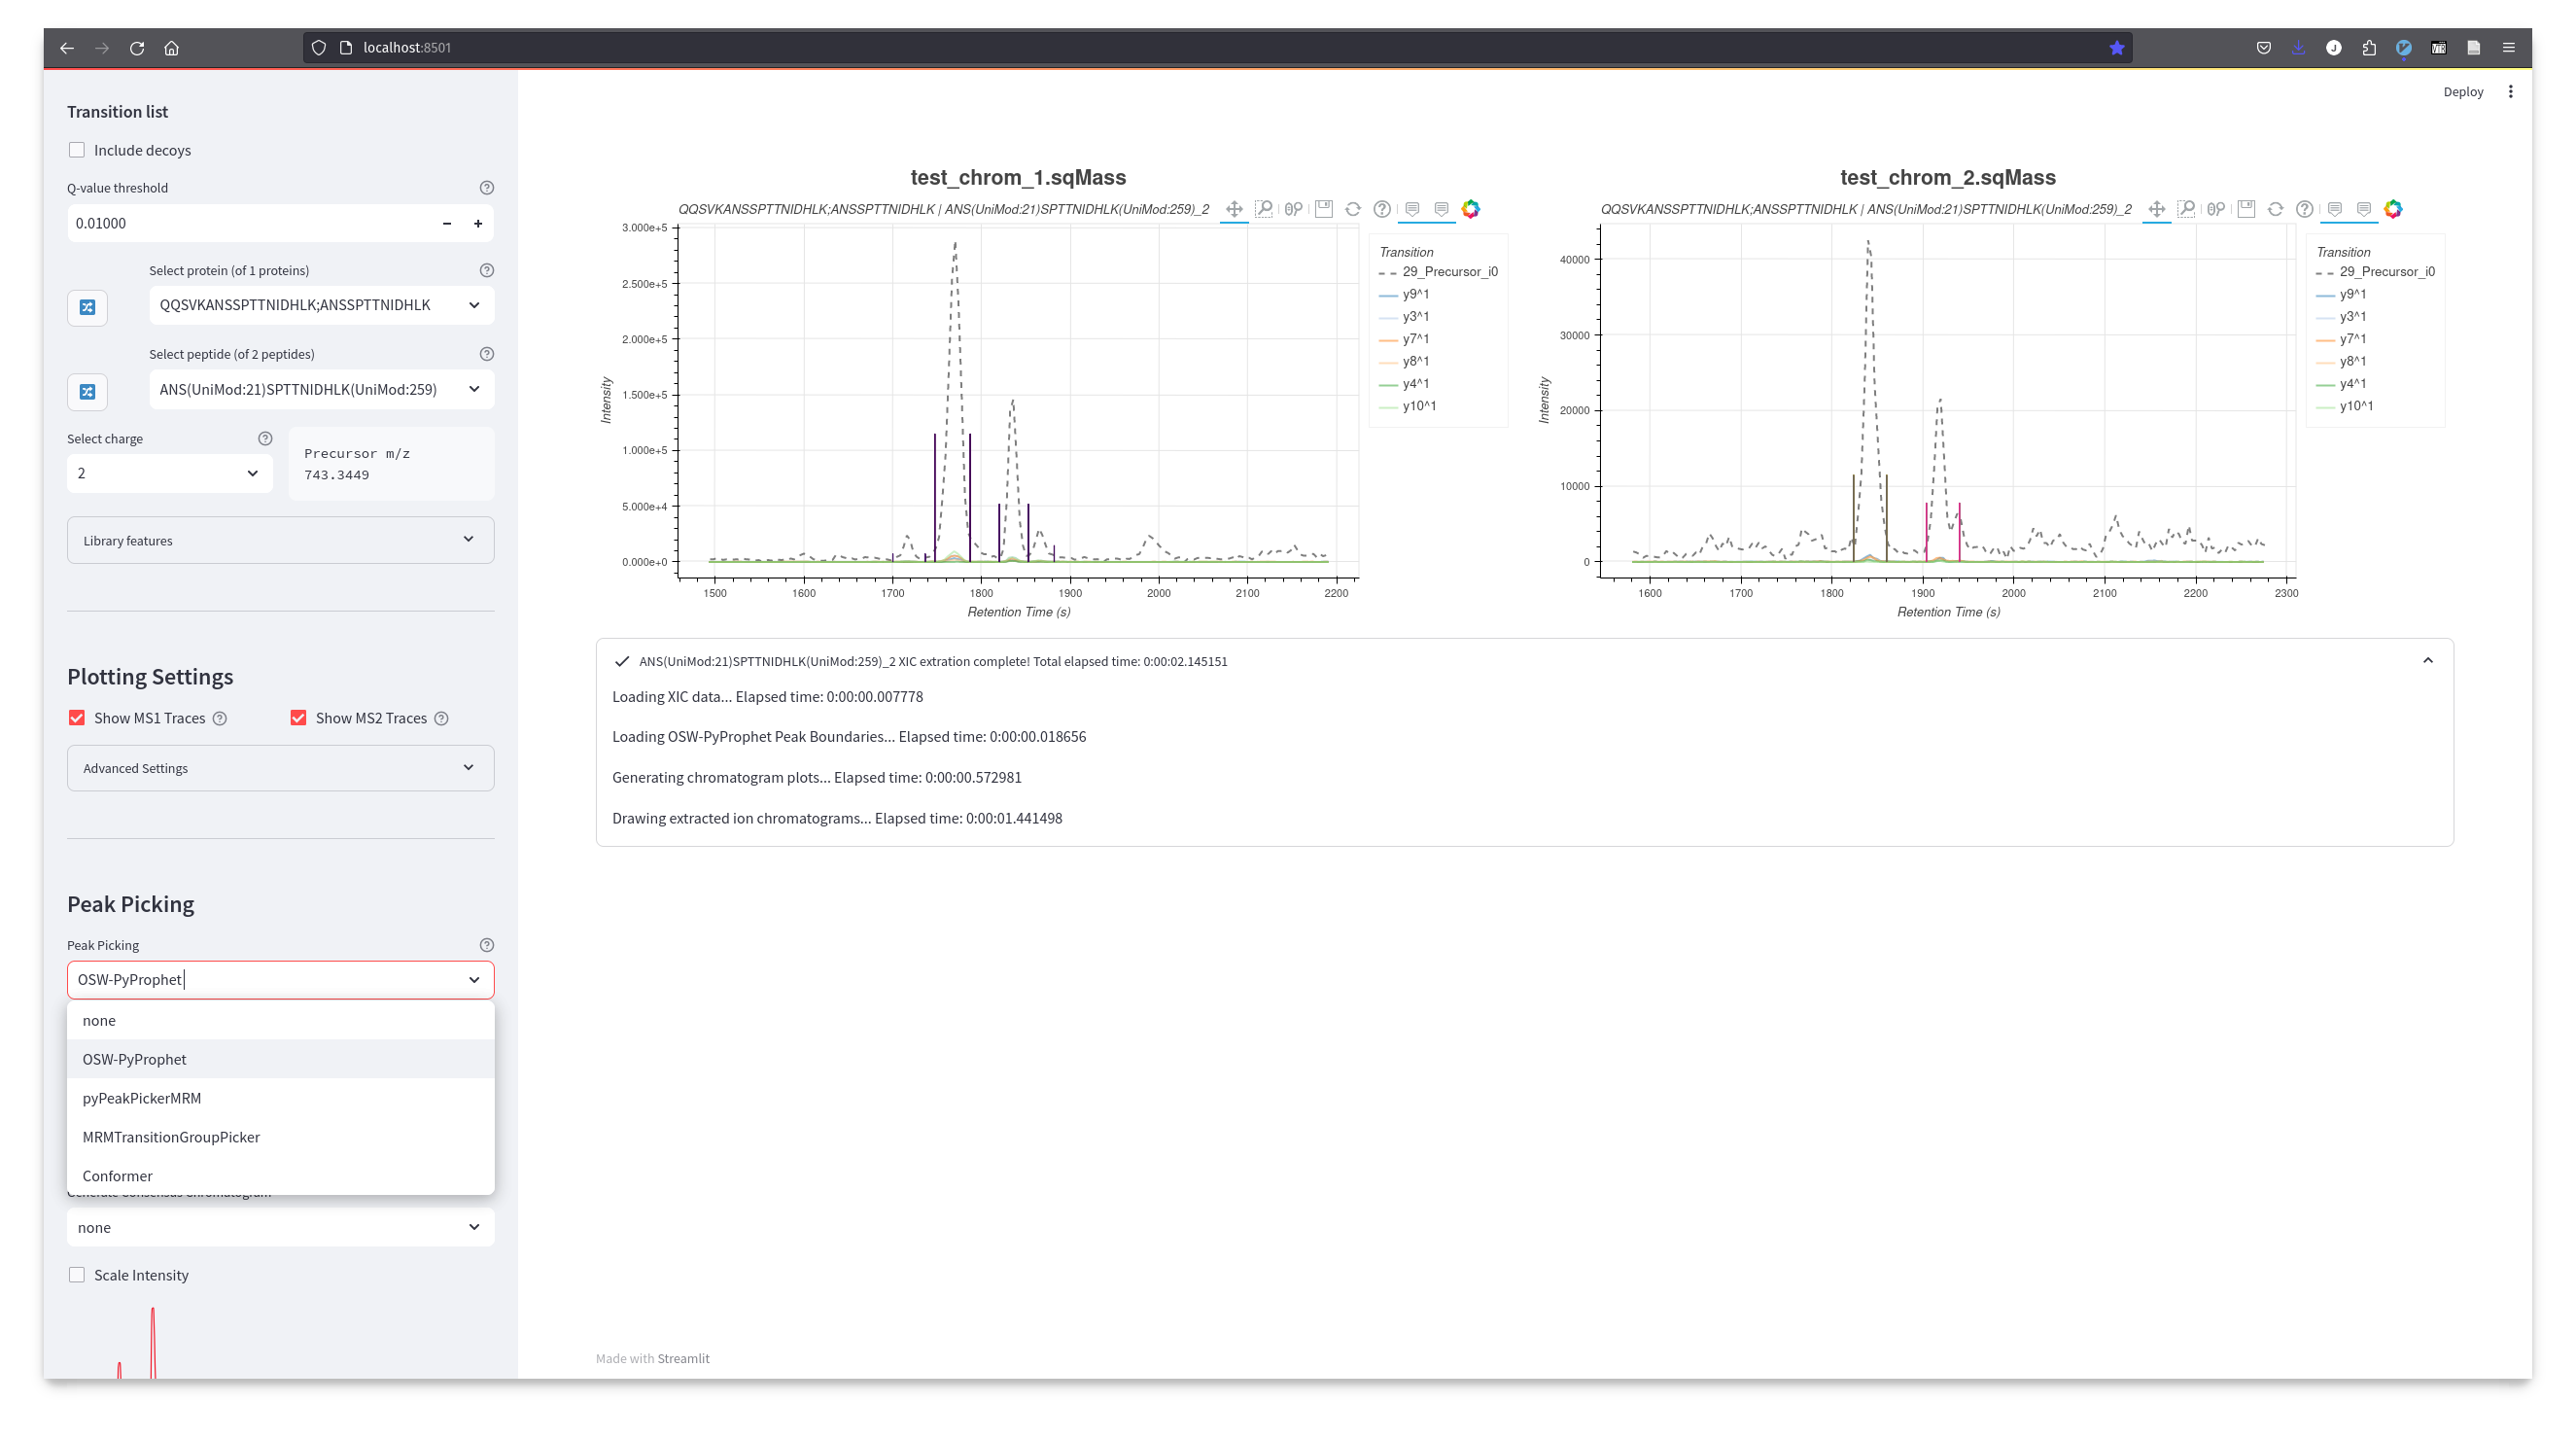 localhost:8501
Deploy
Transition list
Include decoys
Q-value threshold
0.01000
Select protein (of 1 proteins)
QQSVKANSSPTTNIDHLK;ANSSPTTNIDHLK
Select peptide (of 2 peptides)
ANS(UniMod:21)SPTTNIDHLK(UniMod:259)
Select charge
2
Precursor m/z
743.3449
Library features
Plotting Settings
Show MS1 Traces
Show MS2 Traces
Advanced Settings
Peak Picking
Peak Picking
OSW-PyProphet
none
OSW-PyProphet
pyPeakPickerMRM
MRMTransitionGroupPicker
Conformer
Generate Consensus Chromatogram
none
Scale Intensity
test_chrom_1.sqMass
QQSVKANSSPTTNIDHLK;ANSSPTTNIDHLK | ANS(UniMod:21)SPTTNIDHLK(UniMod:259)_2
3.000e+5
2.500e+5
2.000e+5
1.500e+5
1.000e+5
5.000e+4
0.000e+0
Intensity
1500 1600 1700 1800 1900 2000 2100 2200
Retention Time (s)
Transition
29_Precursor_i0
y9^1
y3^1
y7^1
y8^1
y4^1
y10^1
test_chrom_2.sqMass
QQSVKANSSPTTNIDHLK;ANSSPTTNIDHLK | ANS(UniMod:21)SPTTNIDHLK(UniMod:259)_2
40000
30000
20000
10000
0
Intensity
1600 1700 1800 1900 2000 2100 2200 2300
Retention Time (s)
Transition
29_Precursor_i0
y9^1
y3^1
y7^1
y8^1
y4^1
y10^1
ANS(UniMod:21)SPTTNIDHLK(UniMod:259)_2 XIC extration complete! Total elapsed time: 0:00:02.145151
Loading XIC data... Elapsed time: 0:00:00.007778
Loading OSW-PyProphet Peak Boundaries... Elapsed time: 0:00:00.018656
Generating chromatogram plots... Elapsed time: 0:00:00.572981
Drawing extracted ion chromatograms... Elapsed time: 0:00:01.441498
Made with Streamlit